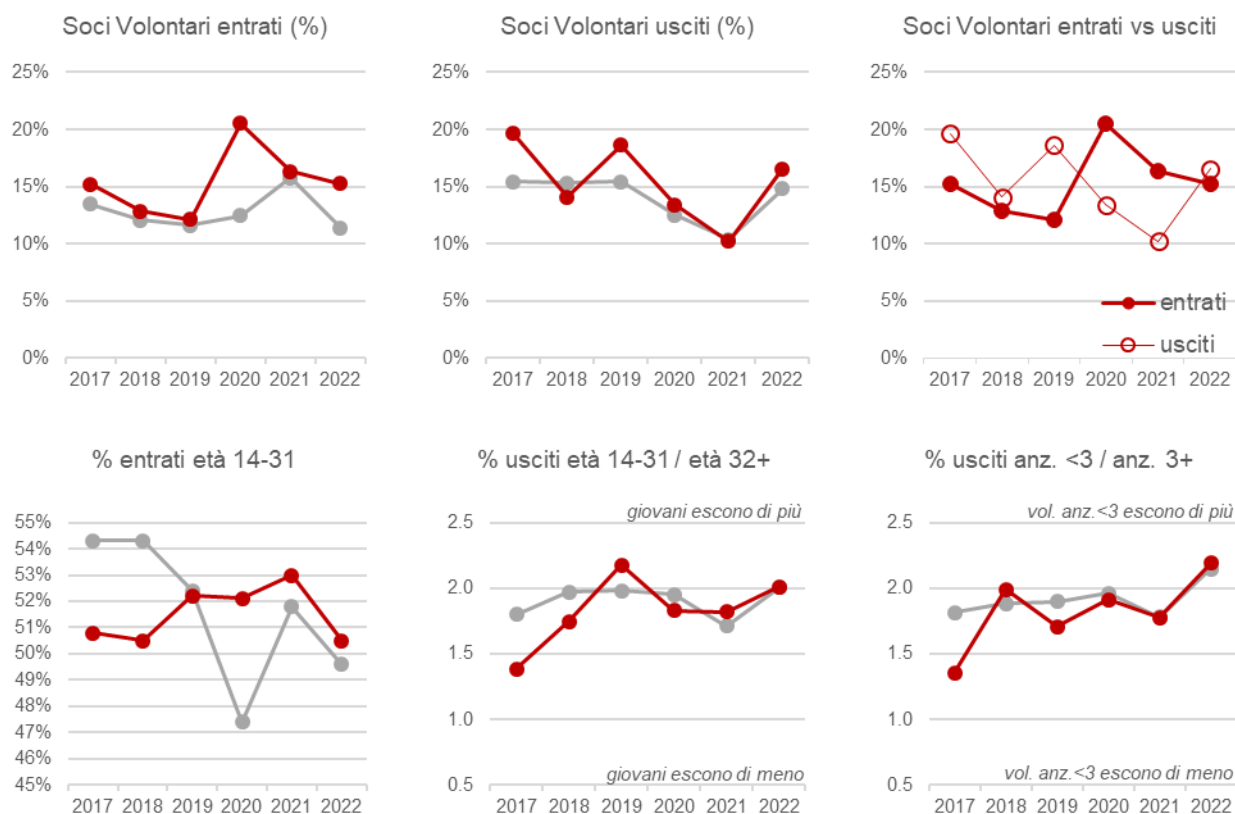 Soci Volontari entrati (%)
25%
20%
15%
10%
5%
0%
2017 2018 2019 2020 2021 2022
Soci Volontari usciti (%)
25%
20%
15%
10%
5%
0%
2017 2018 2019 2020 2021 2022
Soci Volontari entrati vs usciti
25%
20%
15%
10%
5%
0%
entrati
usciti
2017 2018 2019 2020 2021 2022
% entrati età 14-31
55%
54%
53%
52%
51%
50%
49%
48%
47%
46%
45%
2017 2018 2019 2020 2021 2022
% usciti età 14-31 / età 32+
giovani escono di più
2.5
2.0
1.5
1.0
0.5
giovani escono di meno
2017 2018 2019 2020 2021 2022
% usciti anz. <3 / anz. 3+
vol. anz.<3 escono di più
2.5
2.0
1.5
1.0
0.5
vol. anz.<3 escono di meno
2017 2018 2019 2020 2021 2022